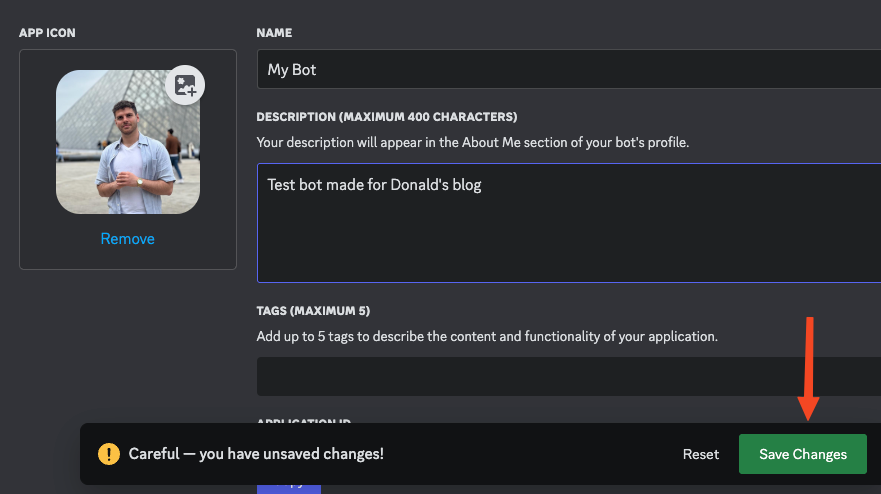 APP ICON
Remove
NAME
My Bot
DESCRIPTION (MAXIMUM 400 CHARACTERS)
Your description will appear in the About Me section of your bot's profile.
Test bot made for Donald's blog
TAGS (MAXIMUM 5)
Add up to 5 tags to describe the content and functionality of your application.
APPLICATION ID
Careful — you have unsaved changes!
Reset
Save Changes